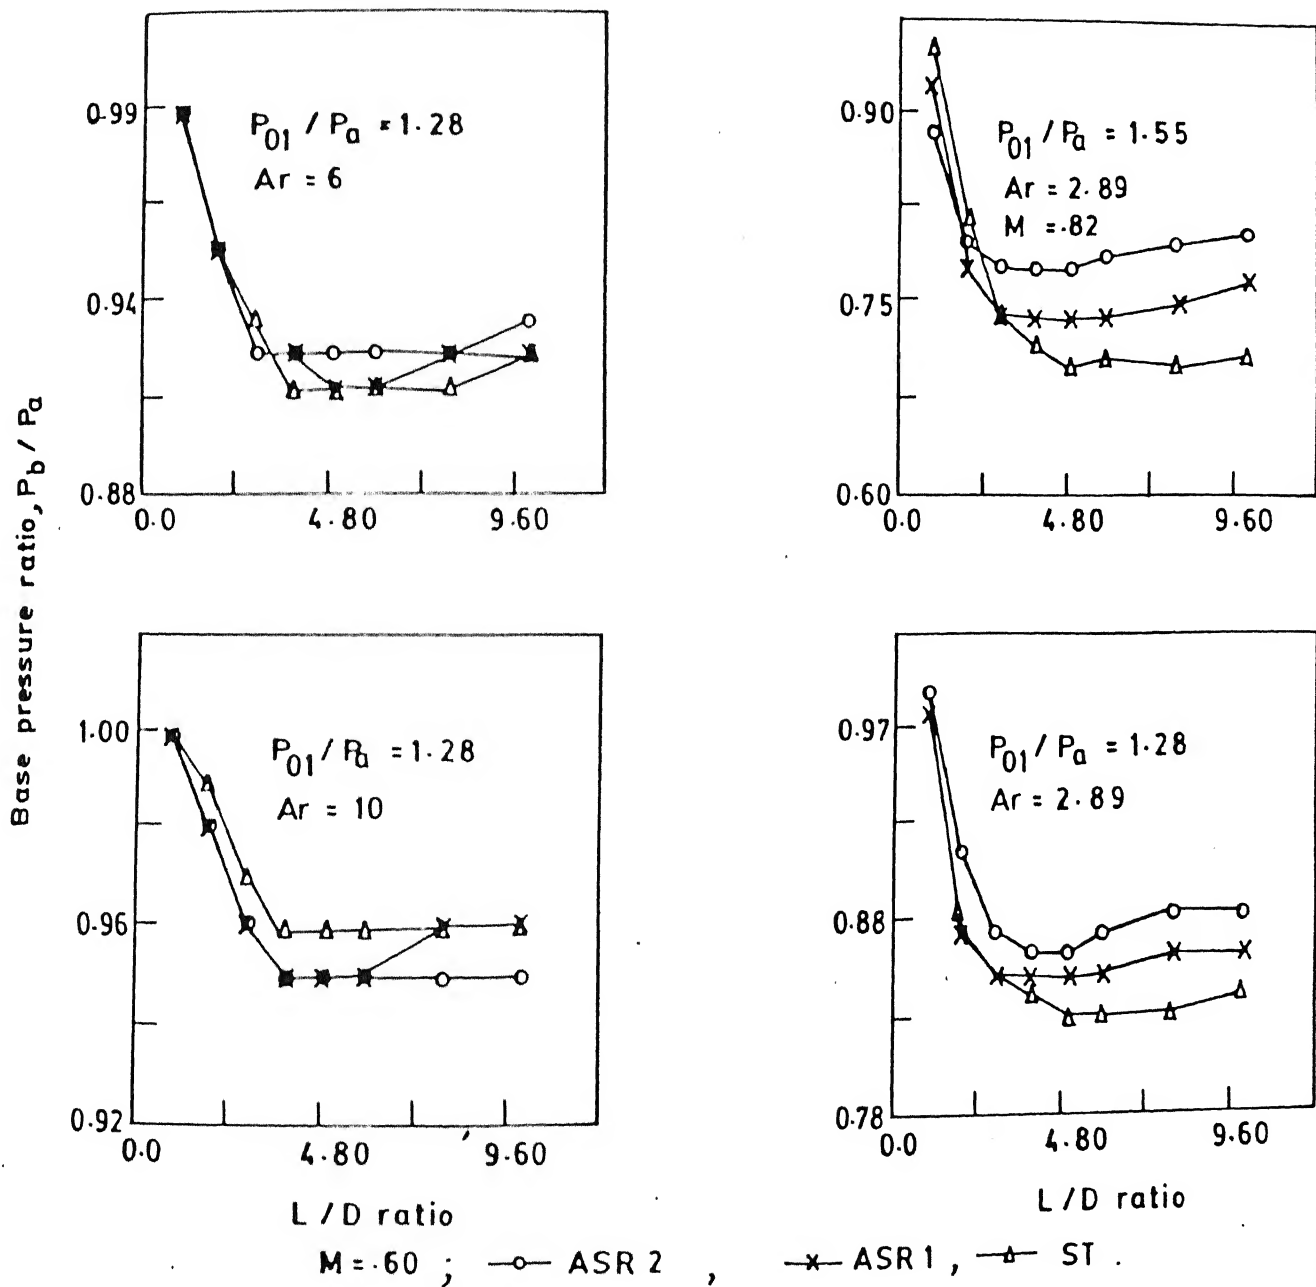 0.99
0.94
0.88
0.0 4.80 9.60
P01 / Pa = 1.28
Ar = 6
0.90
0.75
0.60
0.0 4.80 9.60
P01 / Pa = 1.55
Ar = 2.89
M = .82
Base pressure ratio, Pb / Pa
1.00
0.96
0.92
0.0 4.80 9.60
P01 / Pa = 1.28
Ar = 10
L / D ratio
0.97
0.88
0.78
0.0 4.80 9.60
P01 / Pa = 1.28
Ar = 2.89
L / D ratio
M = .60 ; ASR 2 , ASR 1 , ST .